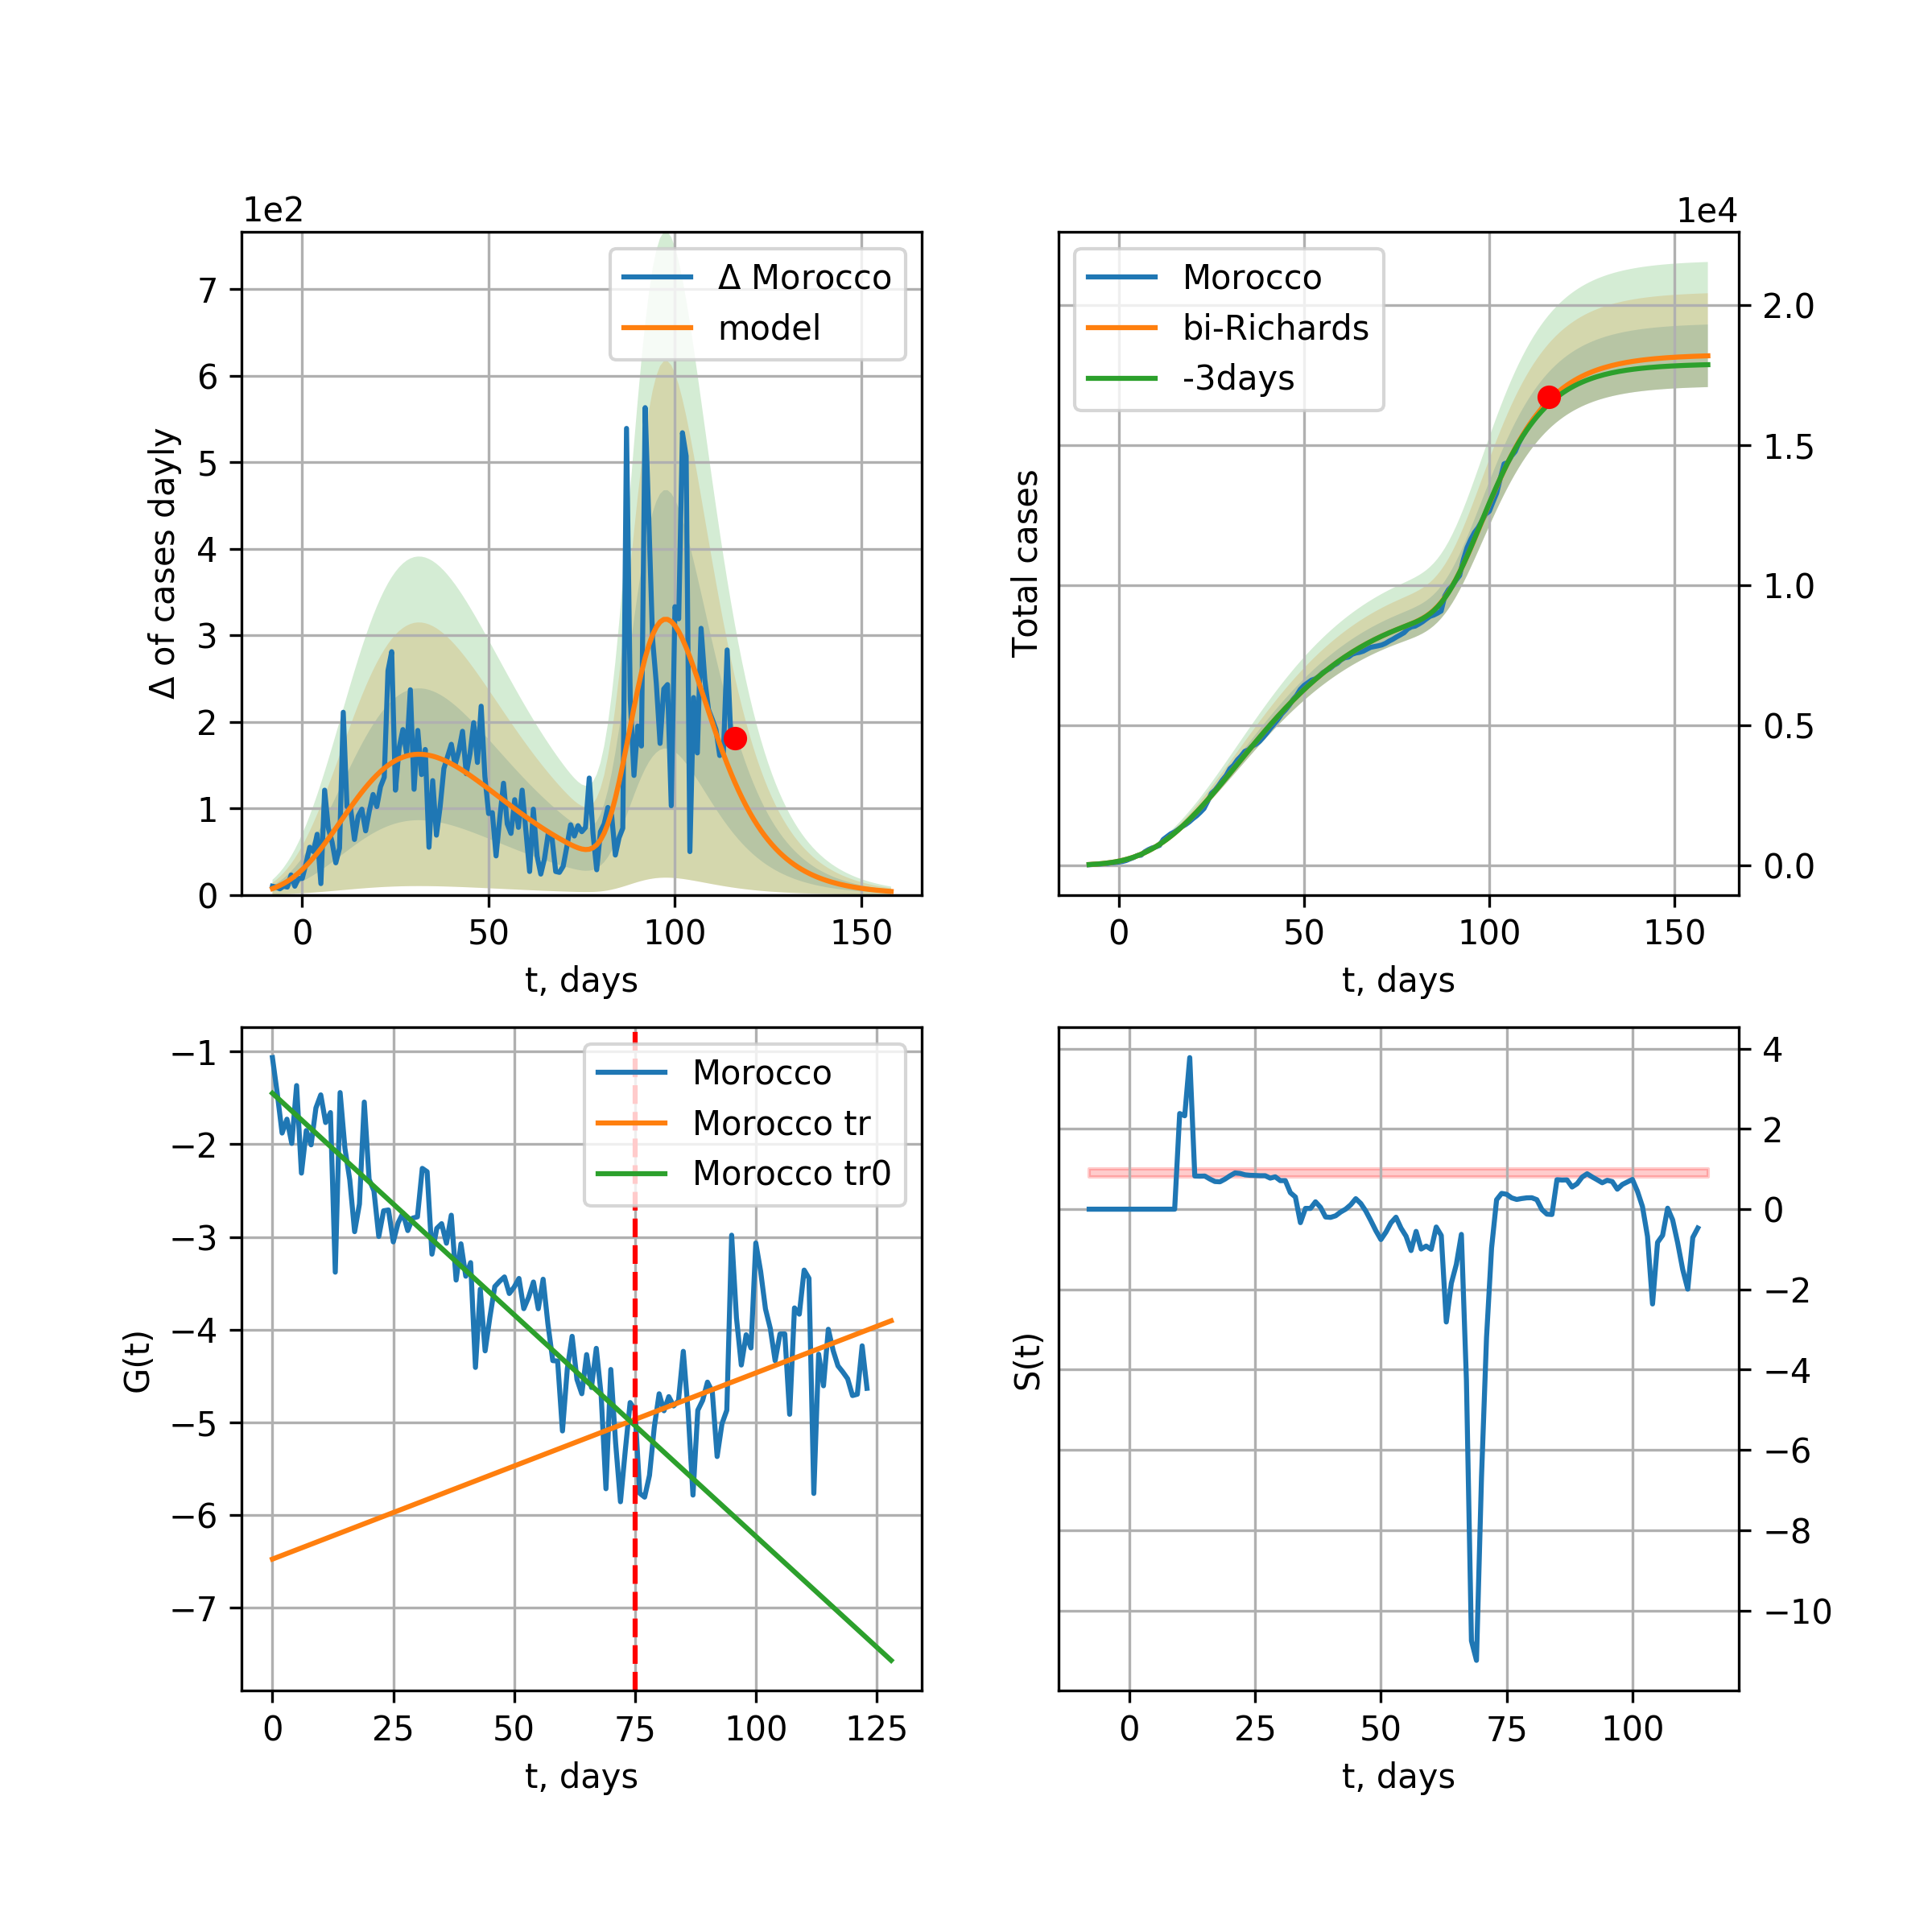 1e2
Δ of cases dayly
7
6
5
4
3
2
1
0
0 50 100 150
t, days
Δ Morocco
model
1e4
Total cases
2.0
1.5
1.0
0.5
0.0
0 50 100 150
t, days
Morocco
bi-Richards
-3days
G(t)
−1
−2
−3
−4
−5
−6
−7
0 25 50 75 100 125
t, days
Morocco
Morocco tr
Morocco tr0
S(t)
4
2
0
−2
−4
−6
−8
−10
0 25 50 75 100
t, days